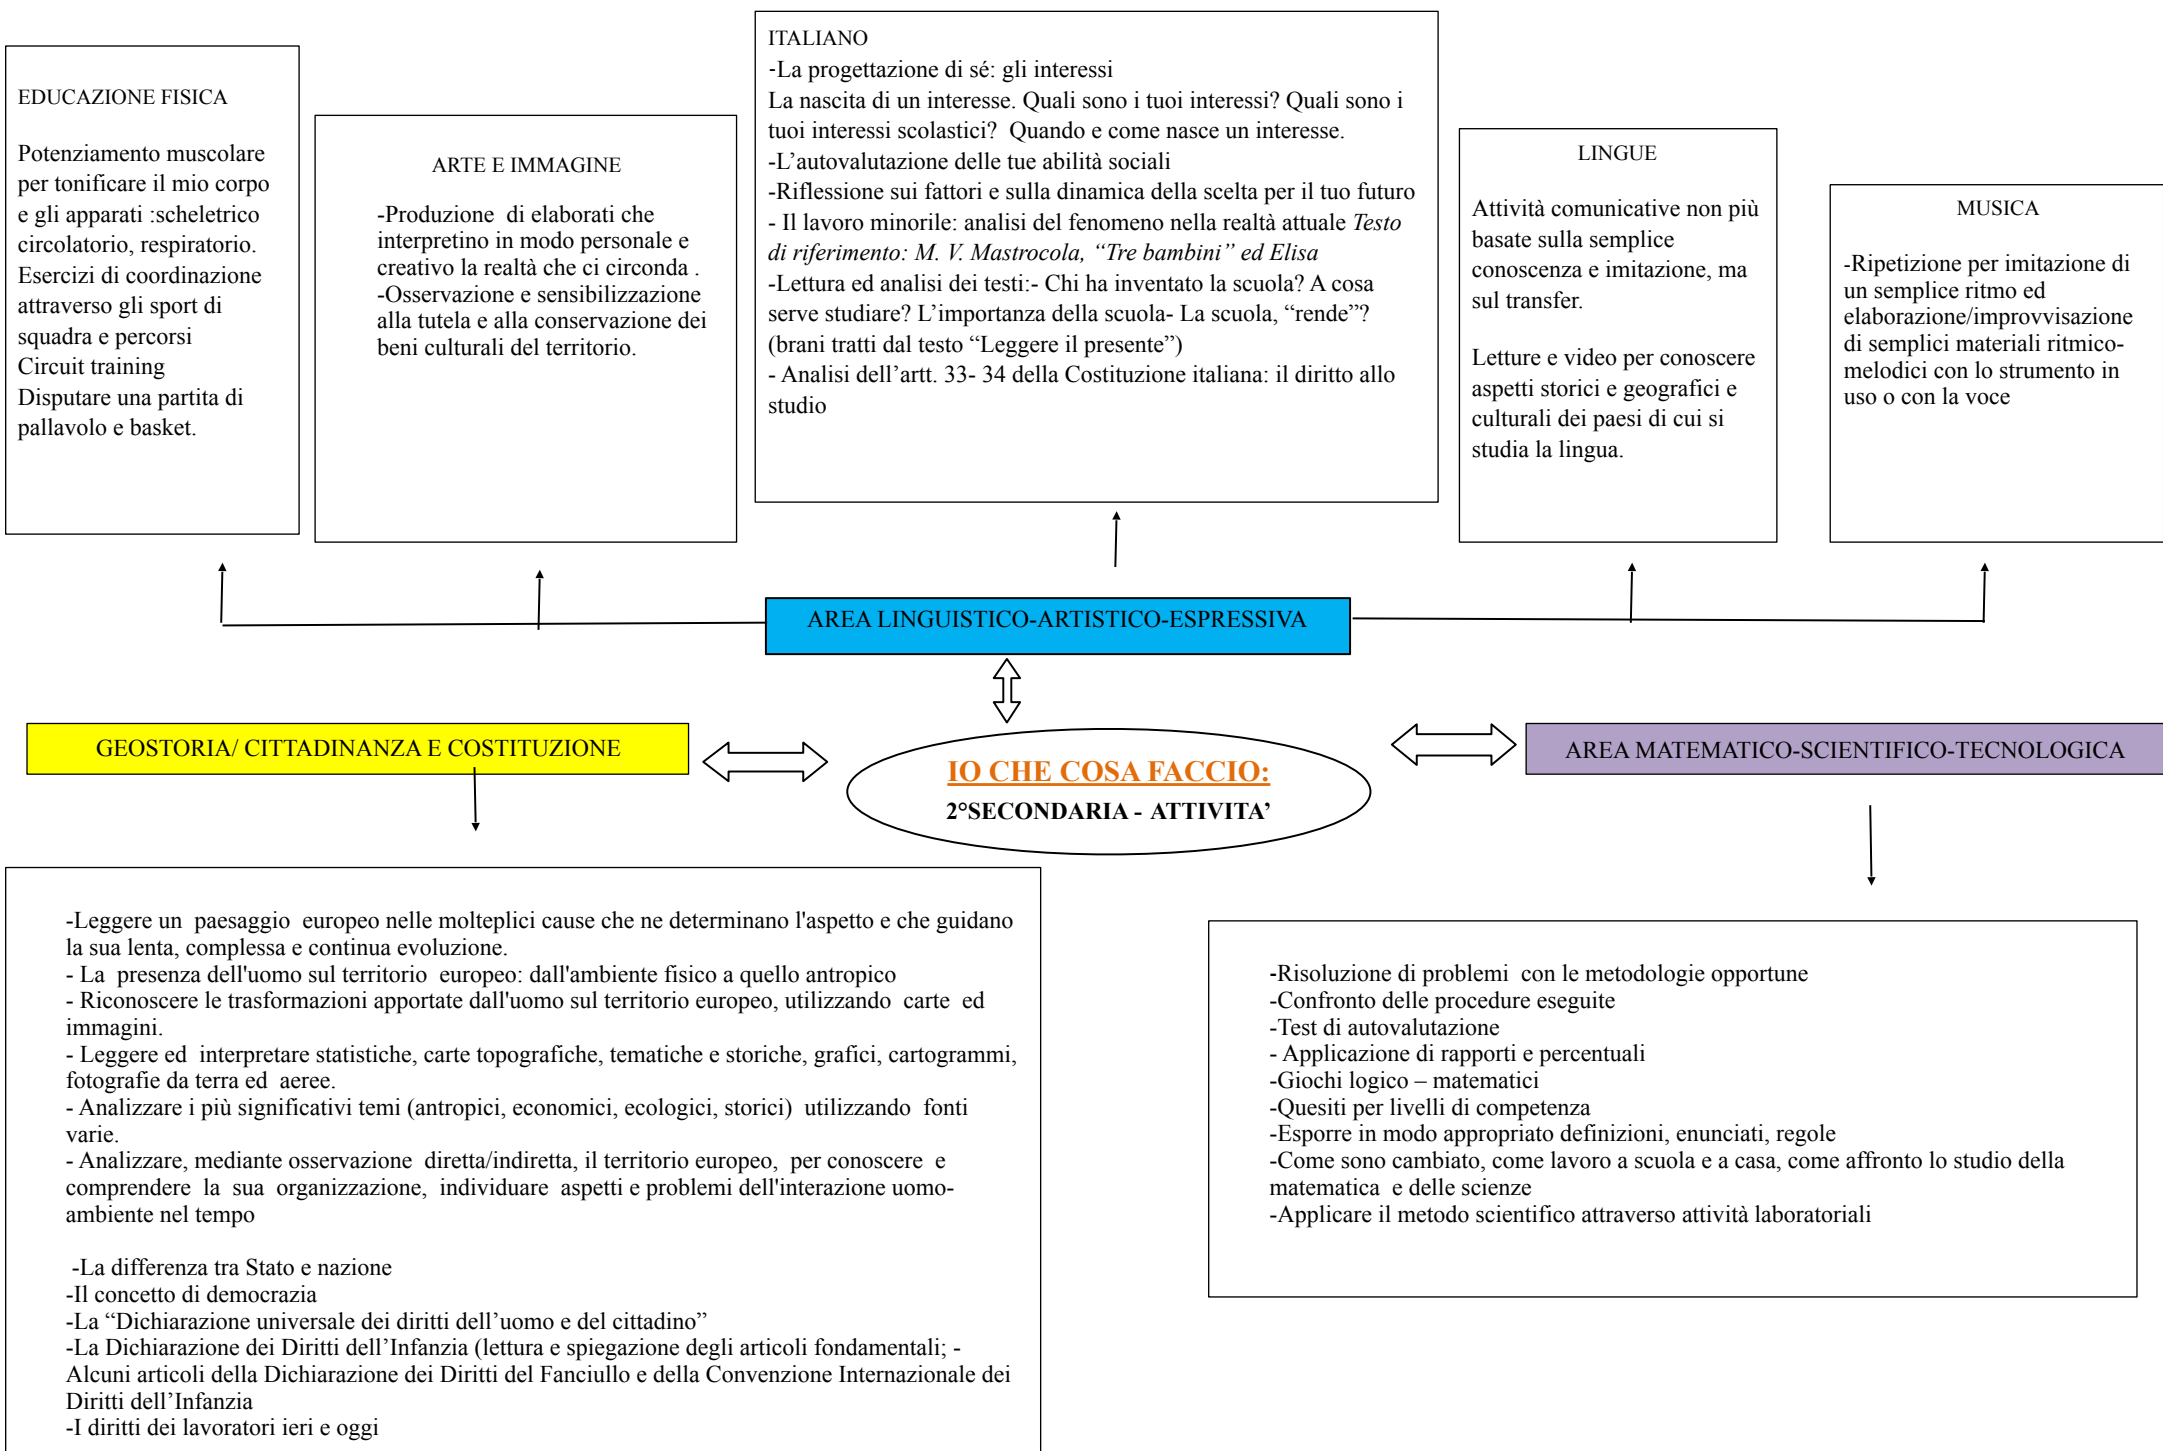 EDUCAZIONE FISICA
Potenziamento muscolare
per tonificare il mio corpo
e gli apparati :scheletrico
circolatorio, respiratorio.
Esercizi di coordinazione
attraverso gli sport di
squadra e percorsi
Circuit training
Disputare una partita di
pallavolo e basket.
ARTE E IMMAGINE
-Produzione di elaborati che
interpretino in modo personale e
creativo la realtà che ci circonda .
-Osservazione e sensibilizzazione
alla tutela e alla conservazione dei
beni culturali del territorio.
ITALIANO
-La progettazione di sé: gli interessi
La nascita di un interesse. Quali sono i tuoi interessi? Quali sono i
tuoi interessi scolastici? Quando e come nasce un interesse.
-L’autovalutazione delle tue abilità sociali
-Riflessione sui fattori e sulla dinamica della scelta per il tuo futuro
- Il lavoro minorile: analisi del fenomeno nella realtà attuale Testo
di riferimento: M. V. Mastrocola, “Tre bambini” ed Elisa
-Lettura ed analisi dei testi:- Chi ha inventato la scuola? A cosa
serve studiare? L’importanza della scuola- La scuola, “rende”?
(brani tratti dal testo “Leggere il presente”)
- Analisi dell’artt. 33- 34 della Costituzione italiana: il diritto allo
studio
LINGUE
Attività comunicative non più
basate sulla semplice
conoscenza e imitazione, ma
sul transfer.
Letture e video per conoscere
aspetti storici e geografici e
culturali dei paesi di cui si
studia la lingua.
MUSICA
-Ripetizione per imitazione di
un semplice ritmo ed
elaborazione/improvvisazione
di semplici materiali ritmico-
melodici con lo strumento in
uso o con la voce
AREA LINGUISTICO-ARTISTICO-ESPRESSIVA
GEOSTORIA/ CITTADINANZA E COSTITUZIONE
IO CHE COSA FACCIO:
2°SECONDARIA - ATTIVITA’
AREA MATEMATICO-SCIENTIFICO-TECNOLOGICA
-Leggere un paesaggio europeo nelle molteplici cause che ne determinano l'aspetto e che guidano
la sua lenta, complessa e continua evoluzione.
- La presenza dell'uomo sul territorio europeo: dall'ambiente fisico a quello antropico
- Riconoscere le trasformazioni apportate dall'uomo sul territorio europeo, utilizzando carte ed
immagini.
- Leggere ed interpretare statistiche, carte topografiche, tematiche e storiche, grafici, cartogrammi,
fotografie da terra ed aeree.
- Analizzare i più significativi temi (antropici, economici, ecologici, storici) utilizzando fonti
varie.
- Analizzare, mediante osservazione diretta/indiretta, il territorio europeo, per conoscere e
comprendere la sua organizzazione, individuare aspetti e problemi dell'interazione uomo-
ambiente nel tempo
-La differenza tra Stato e nazione
-Il concetto di democrazia
-La “Dichiarazione universale dei diritti dell’uomo e del cittadino”
-La Dichiarazione dei Diritti dell’Infanzia (lettura e spiegazione degli articoli fondamentali; -
Alcuni articoli della Dichiarazione dei Diritti del Fanciullo e della Convenzione Internazionale dei
Diritti dell’Infanzia
-I diritti dei lavoratori ieri e oggi
-Risoluzione di problemi con le metodologie opportune
-Confronto delle procedure eseguite
-Test di autovalutazione
- Applicazione di rapporti e percentuali
-Giochi logico – matematici
-Quesiti per livelli di competenza
-Esporre in modo appropriato definizioni, enunciati, regole
-Come sono cambiato, come lavoro a scuola e a casa, come affronto lo studio della
matematica e delle scienze
-Applicare il metodo scientifico attraverso attività laboratoriali